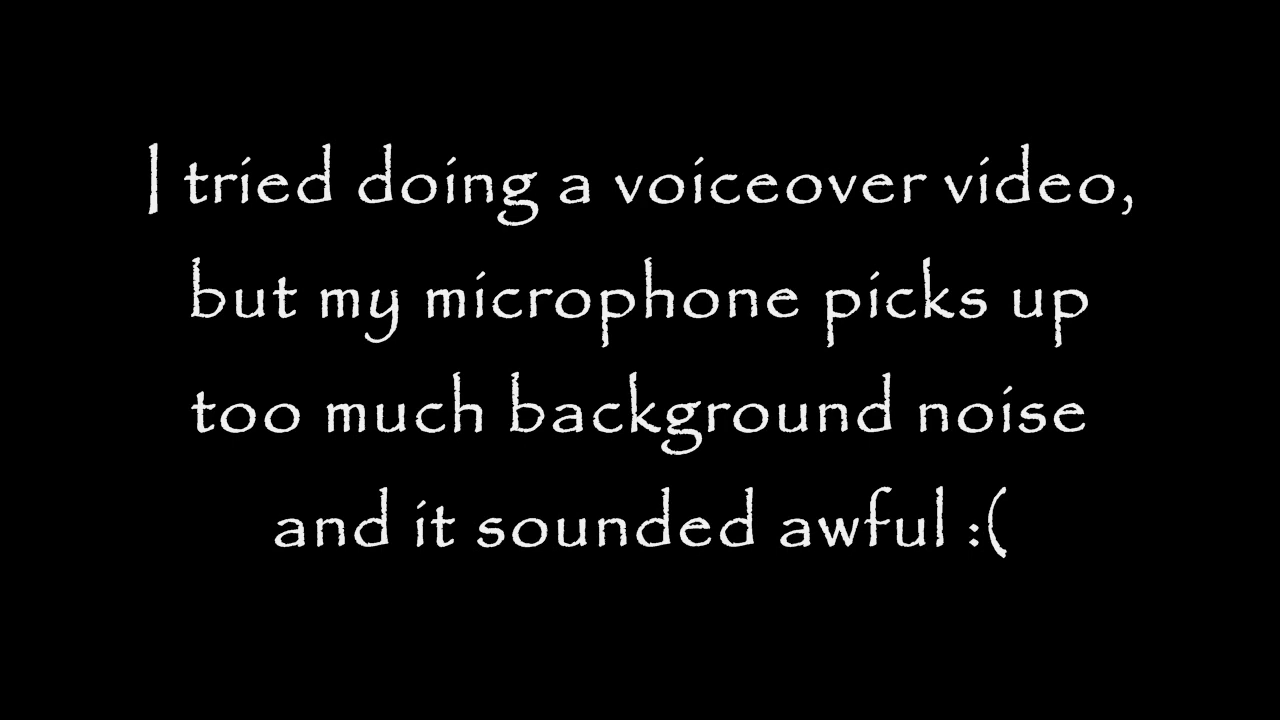 I tried doing a voiceover video,
but my microphone picks up
too much background noise
and it sounded awful :(